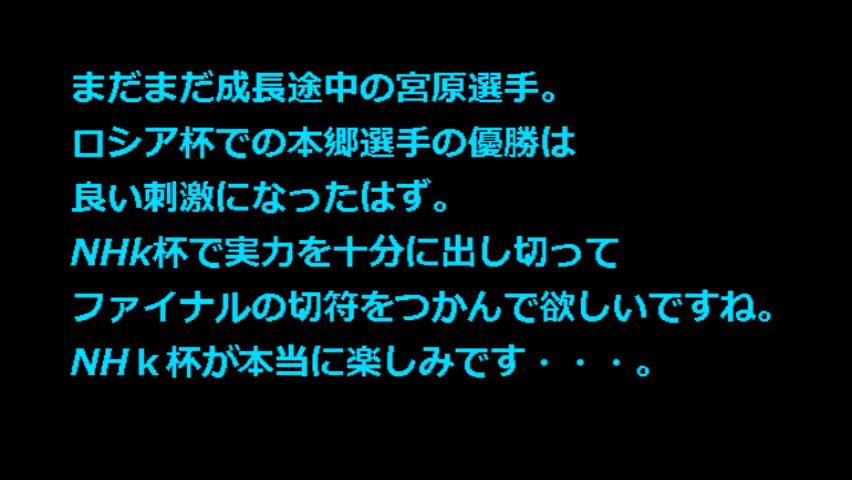 まだまだ成長途中の宮原選手。
ロシア杯での本郷選手の優勝は
良い刺激になったはず。
NHk杯で実力を十分に出し切って
ファイナルの切符をつかんで欲しいですね。
NHｋ杯が本当に楽しみです・・・。